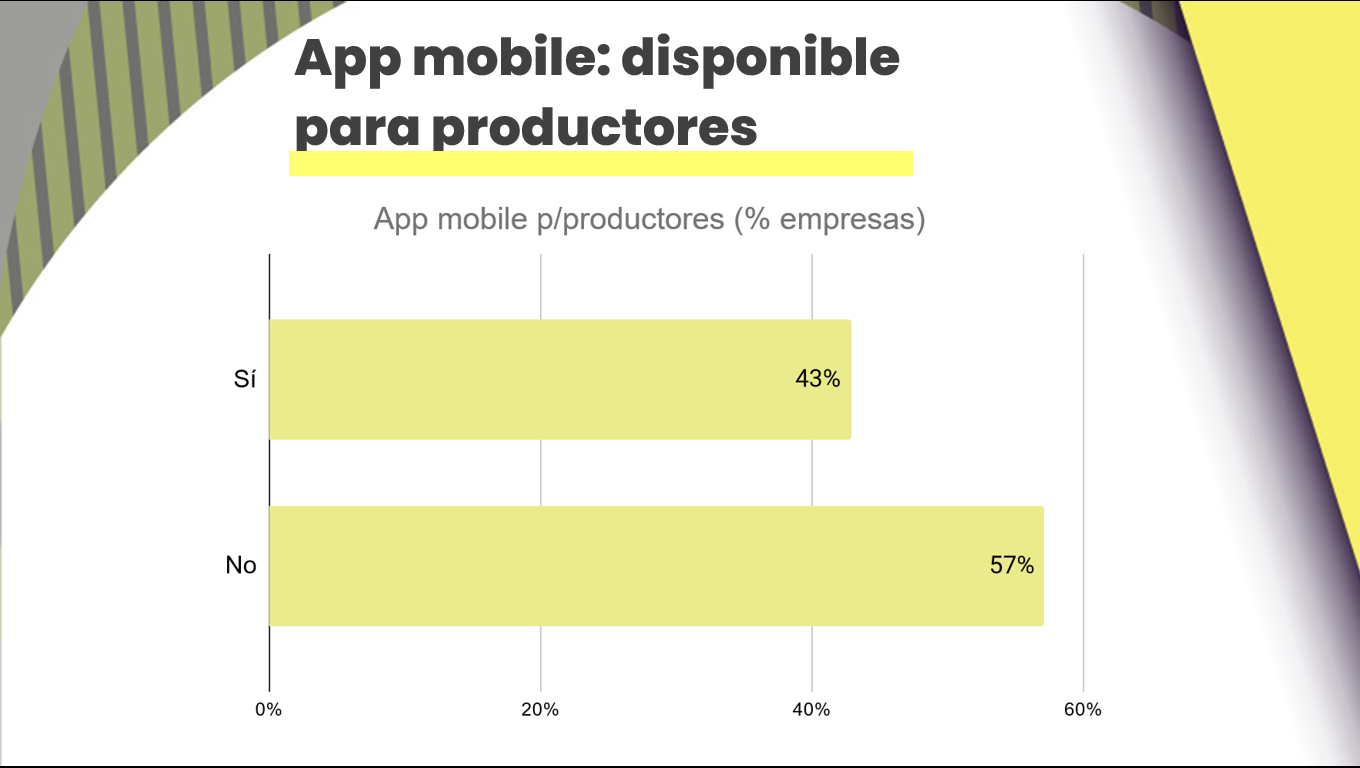 App mobile: disponible
para productores
App mobile p/productores (% empresas)
Sí
43%
No
57%
0%
20%
40%
60%